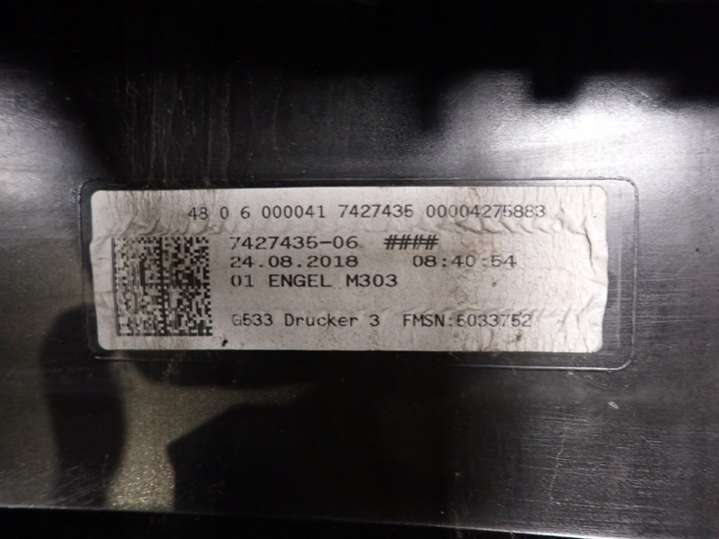 48 0 6 000041 7427435 00004275883
7427435-06 ####
24.08.2018 08:40:54
01 ENGEL M303
G533 Drucker 3 FMSN:5033752